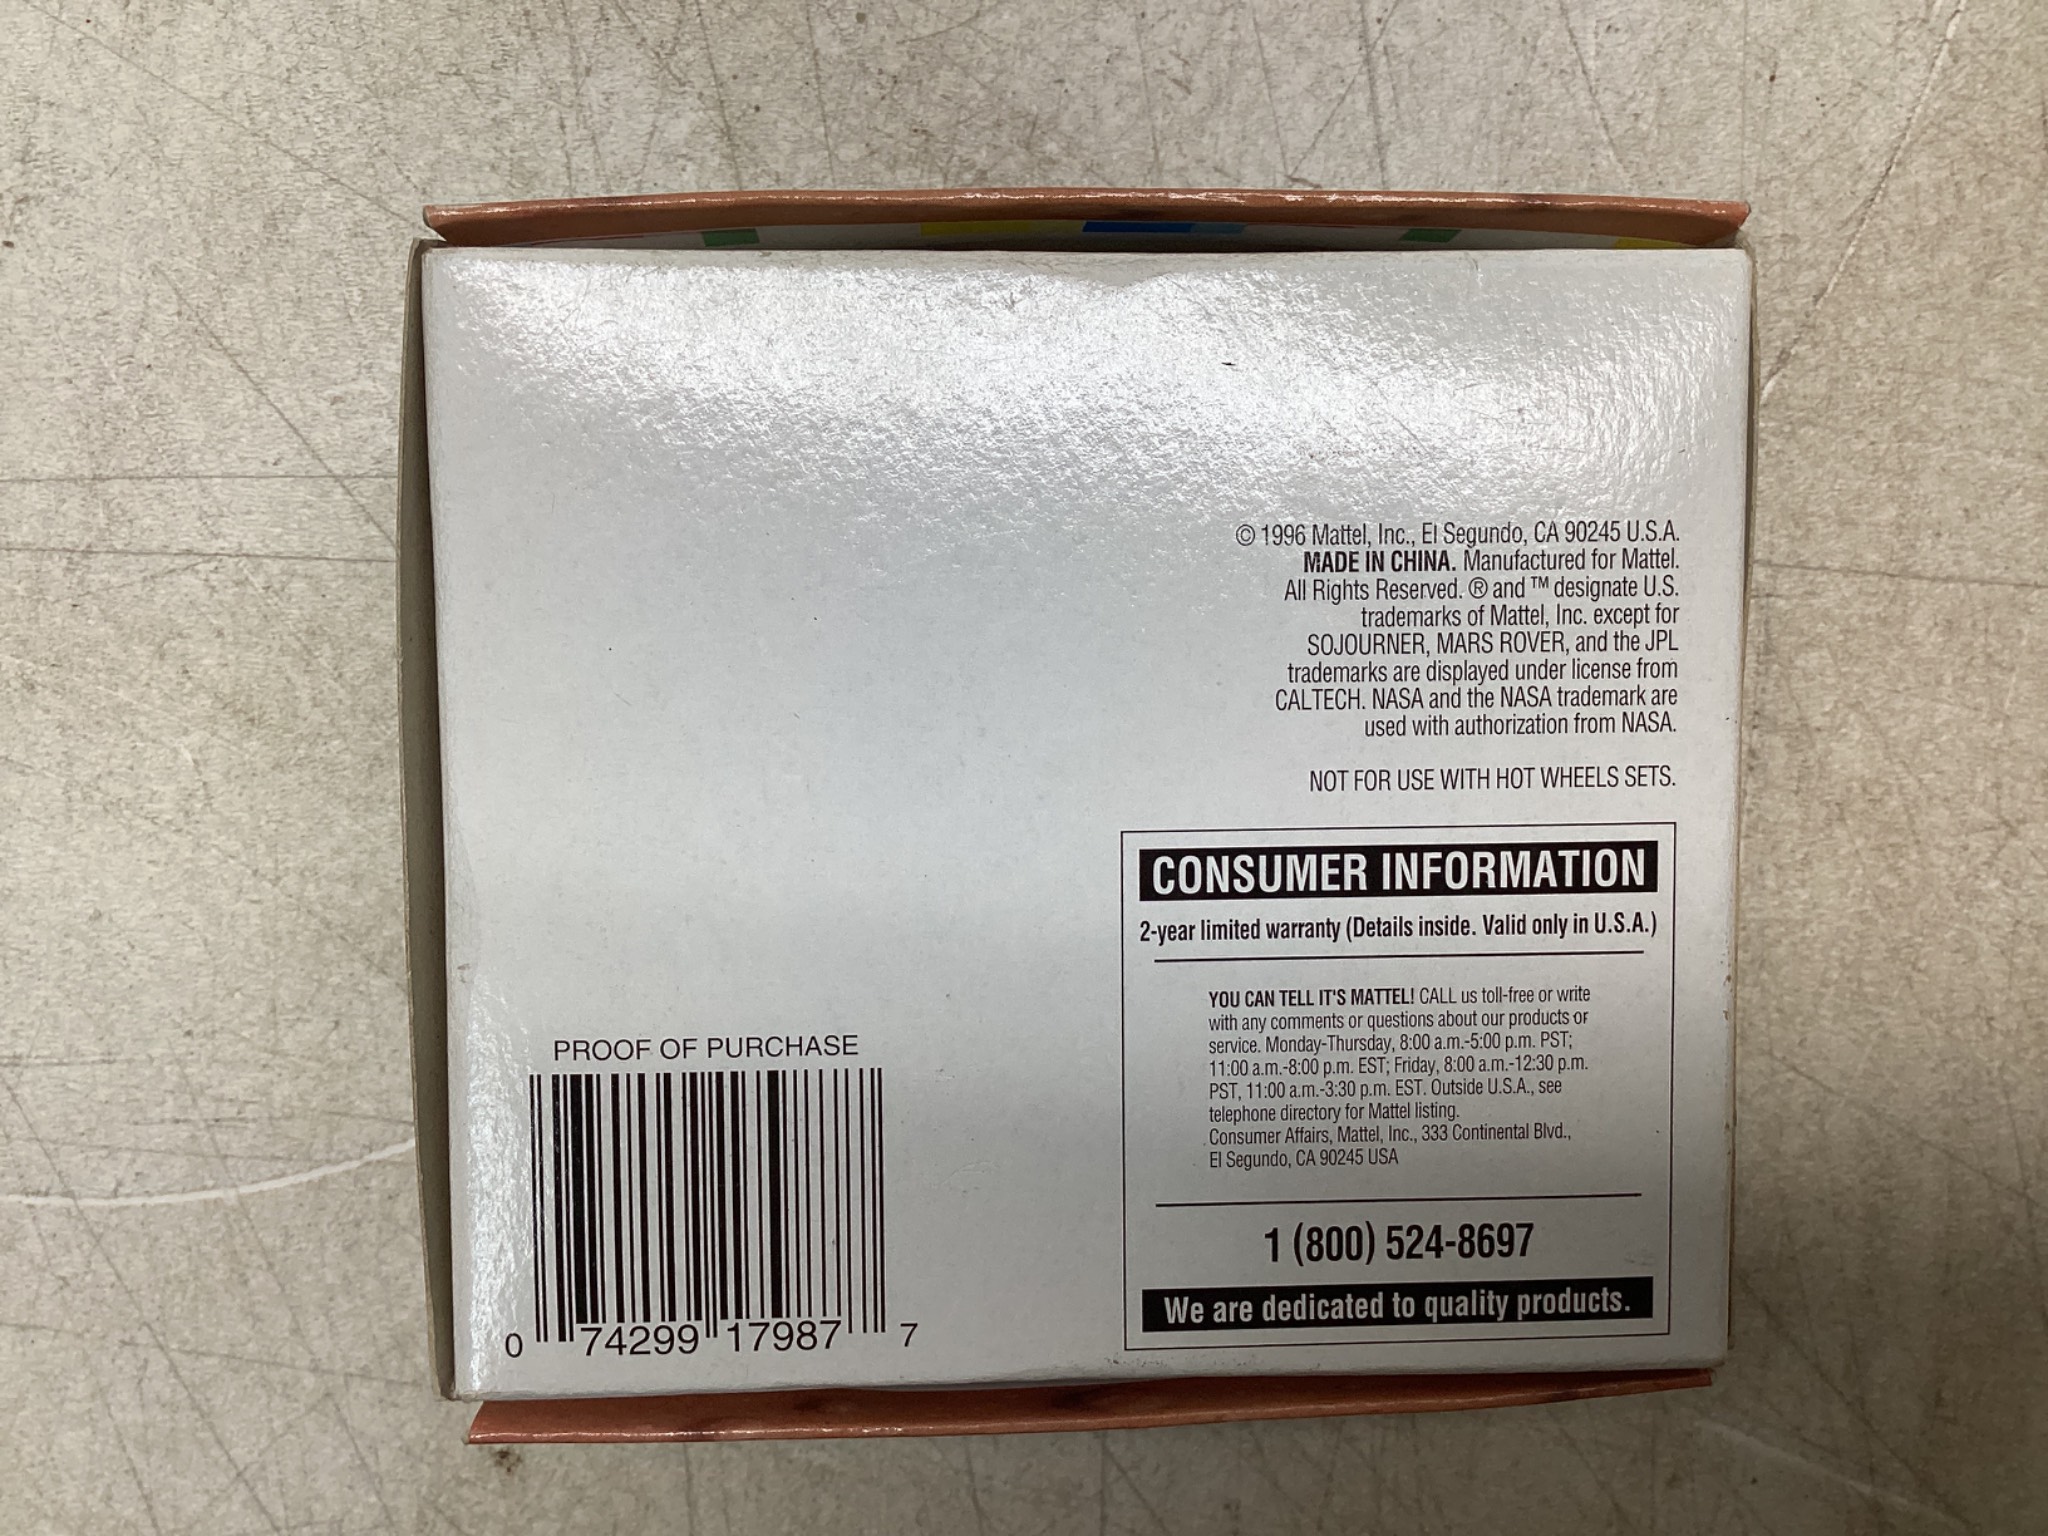 © 1996 Mattel, Inc., El Segundo, CA 90245 U.S.A.
MADE IN CHINA. Manufactured for Mattel.
All Rights Reserved. ® and ™ designate U.S.
trademarks of Mattel, Inc. except for
SOJOURNER, MARS ROVER, and the JPL
trademarks are displayed under license from
CALTECH. NASA and the NASA trademark are
used with authorization from NASA.
NOT FOR USE WITH HOT WHEELS SETS.
CONSUMER INFORMATION
2-year limited warranty (Details inside. Valid only in U.S.A.)
YOU CAN TELL IT'S MATTEL! CALL us toll-free or write
with any comments or questions about our products or
service. Monday-Thursday, 8:00 a.m.-5:00 p.m. PST;
11:00 a.m.-8:00 p.m. EST; Friday, 8:00 a.m.-12:30 p.m.
PST, 11:00 a.m.-3:30 p.m. EST. Outside U.S.A., see
telephone directory for Mattel listing.
Consumer Affairs, Mattel, Inc., 333 Continental Blvd.,
El Segundo, CA 90245 USA
1 (800) 524-8697
We are dedicated to quality products.
PROOF OF PURCHASE
0 74299 17987 7